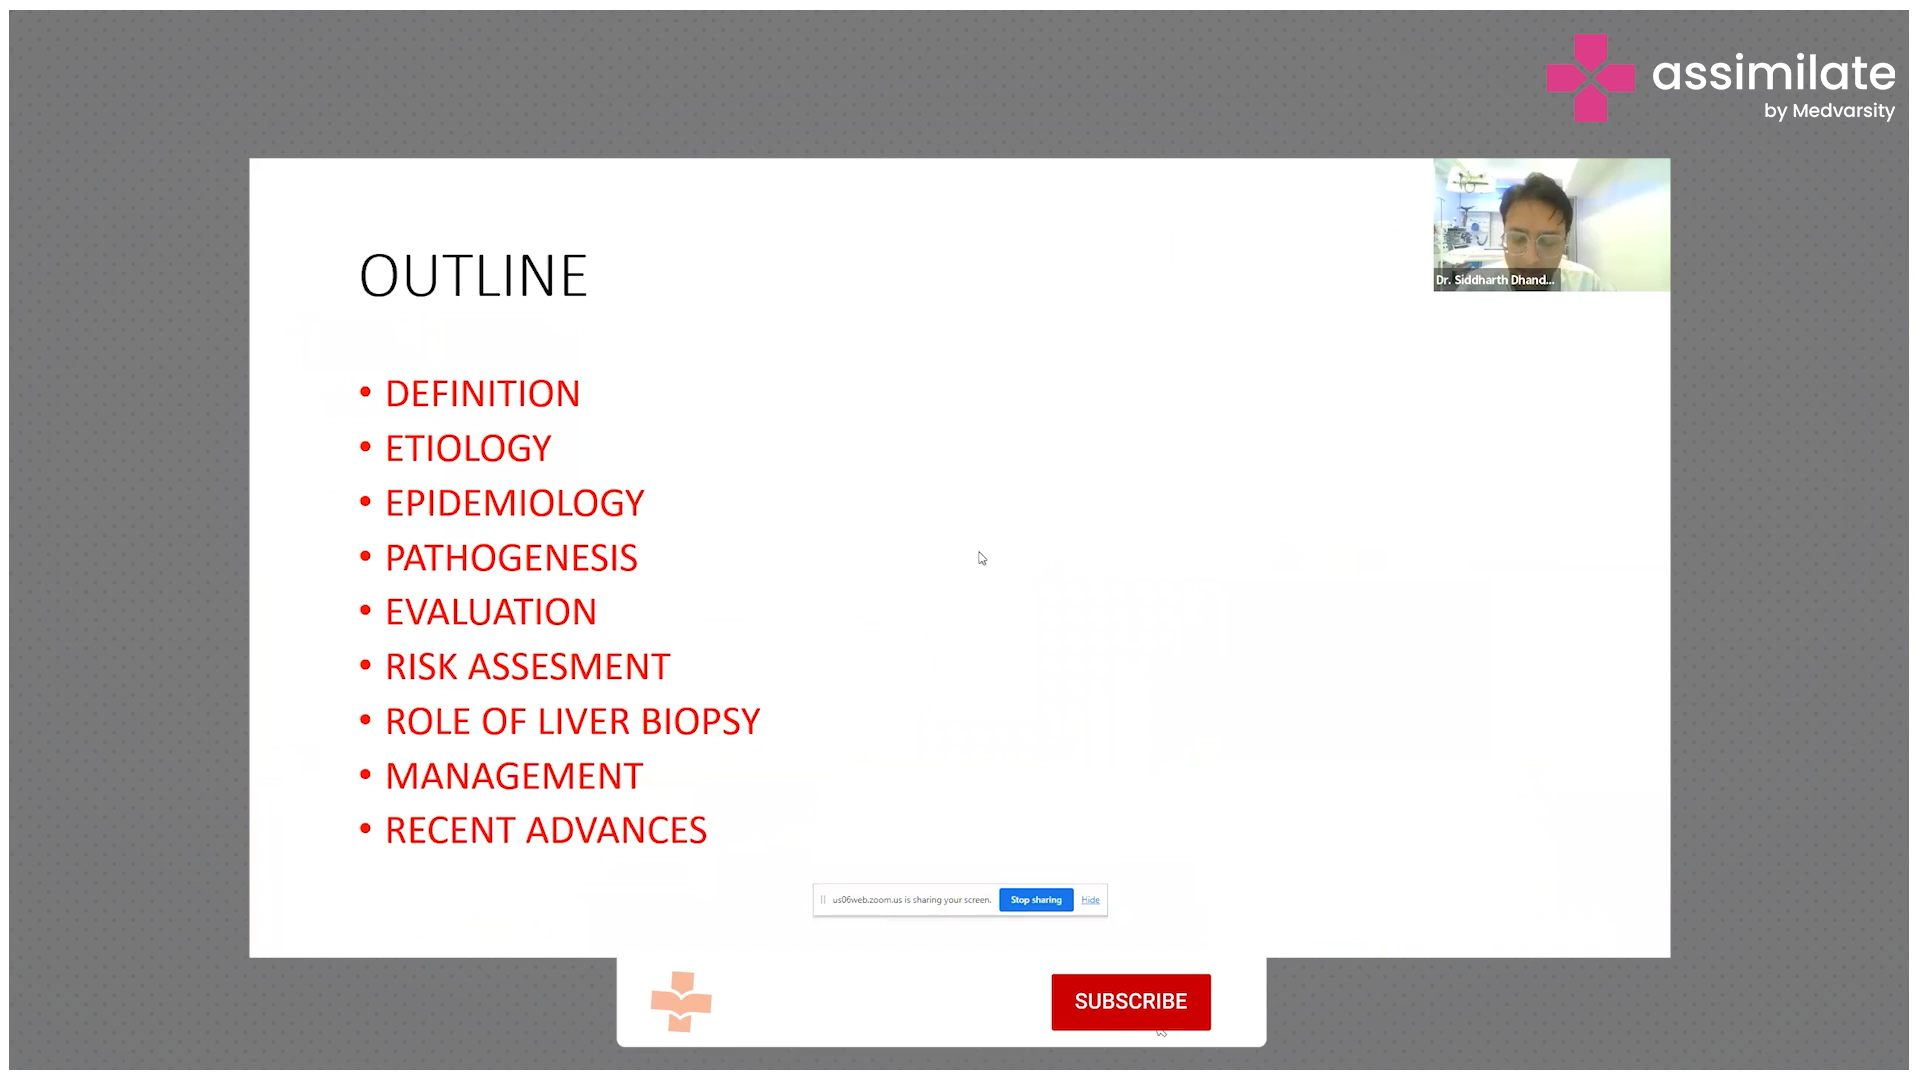 assimilate
by Medvarsity
Dr. Siddharth Dhand...
OUTLINE
• DEFINITION
• ETIOLOGY
• EPIDEMIOLOGY
• PATHOGENESIS
• EVALUATION
• RISK ASSESMENT
• ROLE OF LIVER BIOPSY
• MANAGEMENT
• RECENT ADVANCES
us06web.zoom.us is sharing your screen. Stop sharing Hide
SUBSCRIBE